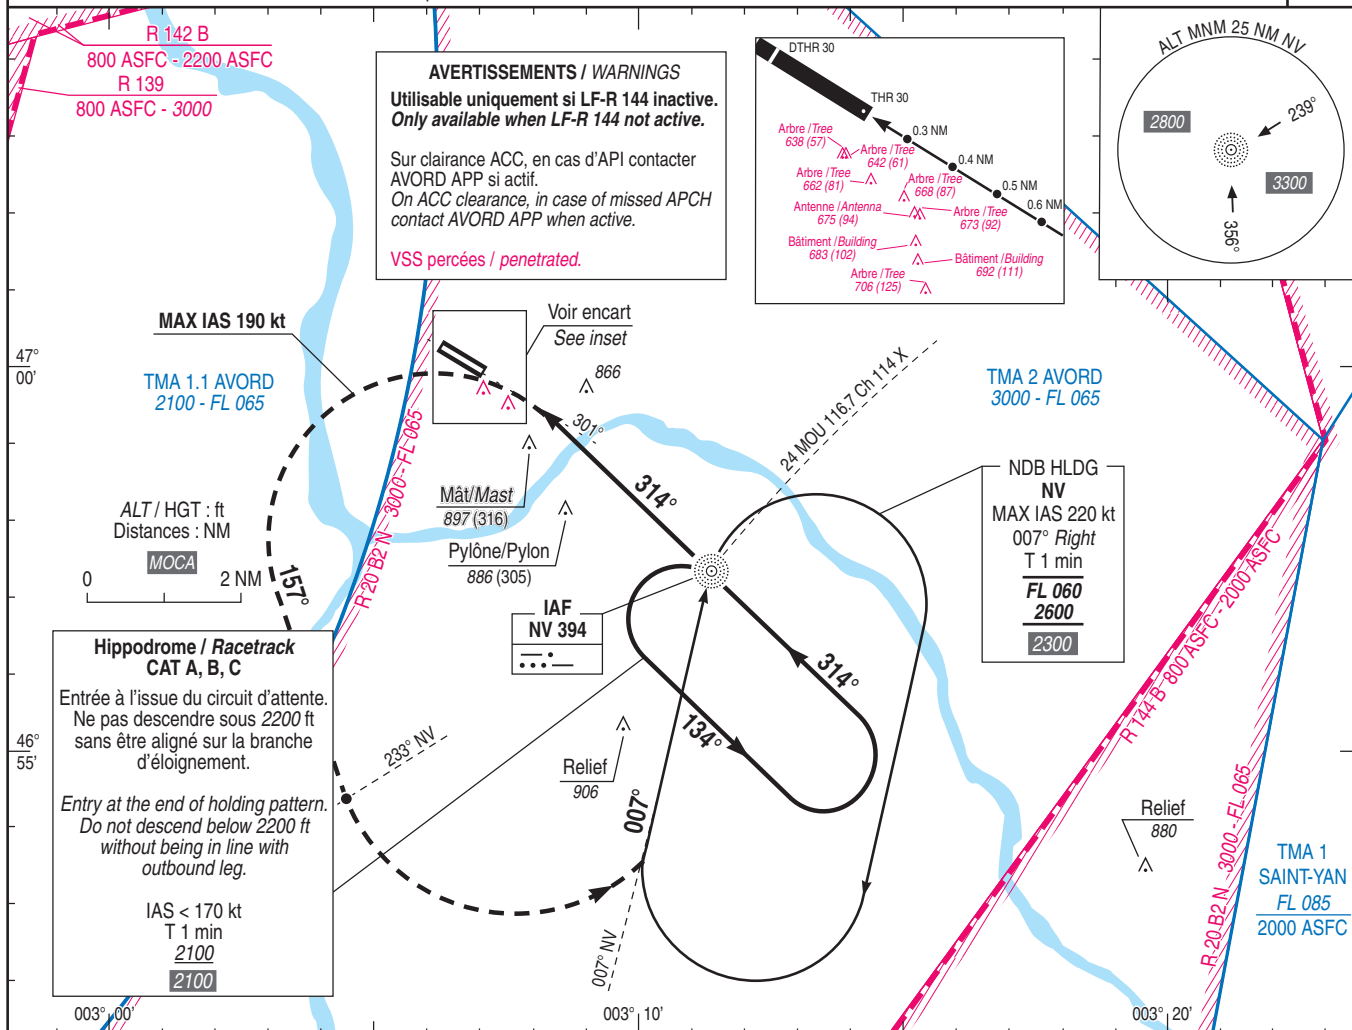 R 142 B
800 ASFC - 2200 ASFC
R 139
800 ASFC - 3000
AVERTISSEMENTS / WARNINGS
Utilisable uniquement si LF-R 144 inactive.
Only available when LF-R 144 not active.
Sur clairance ACC, en cas d'API contacter
AVORD APP si actif.
On ACC clearance, in case of missed APCH
contact AVORD APP when active.
VSS percées / penetrated.
DTHR 30
THR 30
0.3 NM
0.4 NM
0.5 NM
0.6 NM
Arbre / Tree
638 (57)
Arbre / Tree
642 (61)
Arbre / Tree
662 (81)
Arbre / Tree
668 (87)
Antenne / Antenna
675 (94)
Arbre / Tree
673 (92)
Bâtiment / Building
683 (102)
Bâtiment / Building
692 (111)
Arbre / Tree
706 (125)
ALT MNM 25 NM NV
2800
239°
3300
356°
MAX IAS 190 kt
Voir encart
See inset
866
47°
00'
TMA 1.1 AVORD
2100 - FL 065
R 20 B2 N 3000 - FL 065
301°
24 MOU 116.7 Ch 114 X
TMA 2 AVORD
3000 - FL 065
NDB HLDG
NV
MAX IAS 220 kt
007° Right
T 1 min
FL 060
2600
2300
ALT / HGT : ft
Distances : NM
MOCA
0 2 NM
Mât/Mast
897 (316)
Pylône/Pylon
886 (305)
314°
157°
IAF
NV 394
314°
134°
007°
R 144 B 800 ASFC - 2000 ASFC
Hippodrome / Racetrack
CAT A, B, C
Entrée à l'issue du circuit d'attente.
Ne pas descendre sous 2200 ft
sans être aligné sur la branche
d'éloignement.
Entry at the end of holding pattern.
Do not descend below 2200 ft
without being in line with
outbound leg.
IAS < 170 kt
T 1 min
2100
2100
233° NV
46°
55'
Relief
906
007° NV
Relief
880
R 20 B2 N 3000 - FL 065
TMA 1
SAINT-YAN
FL 085
2000 ASFC
003° 00'
003° 10'
003° 20'